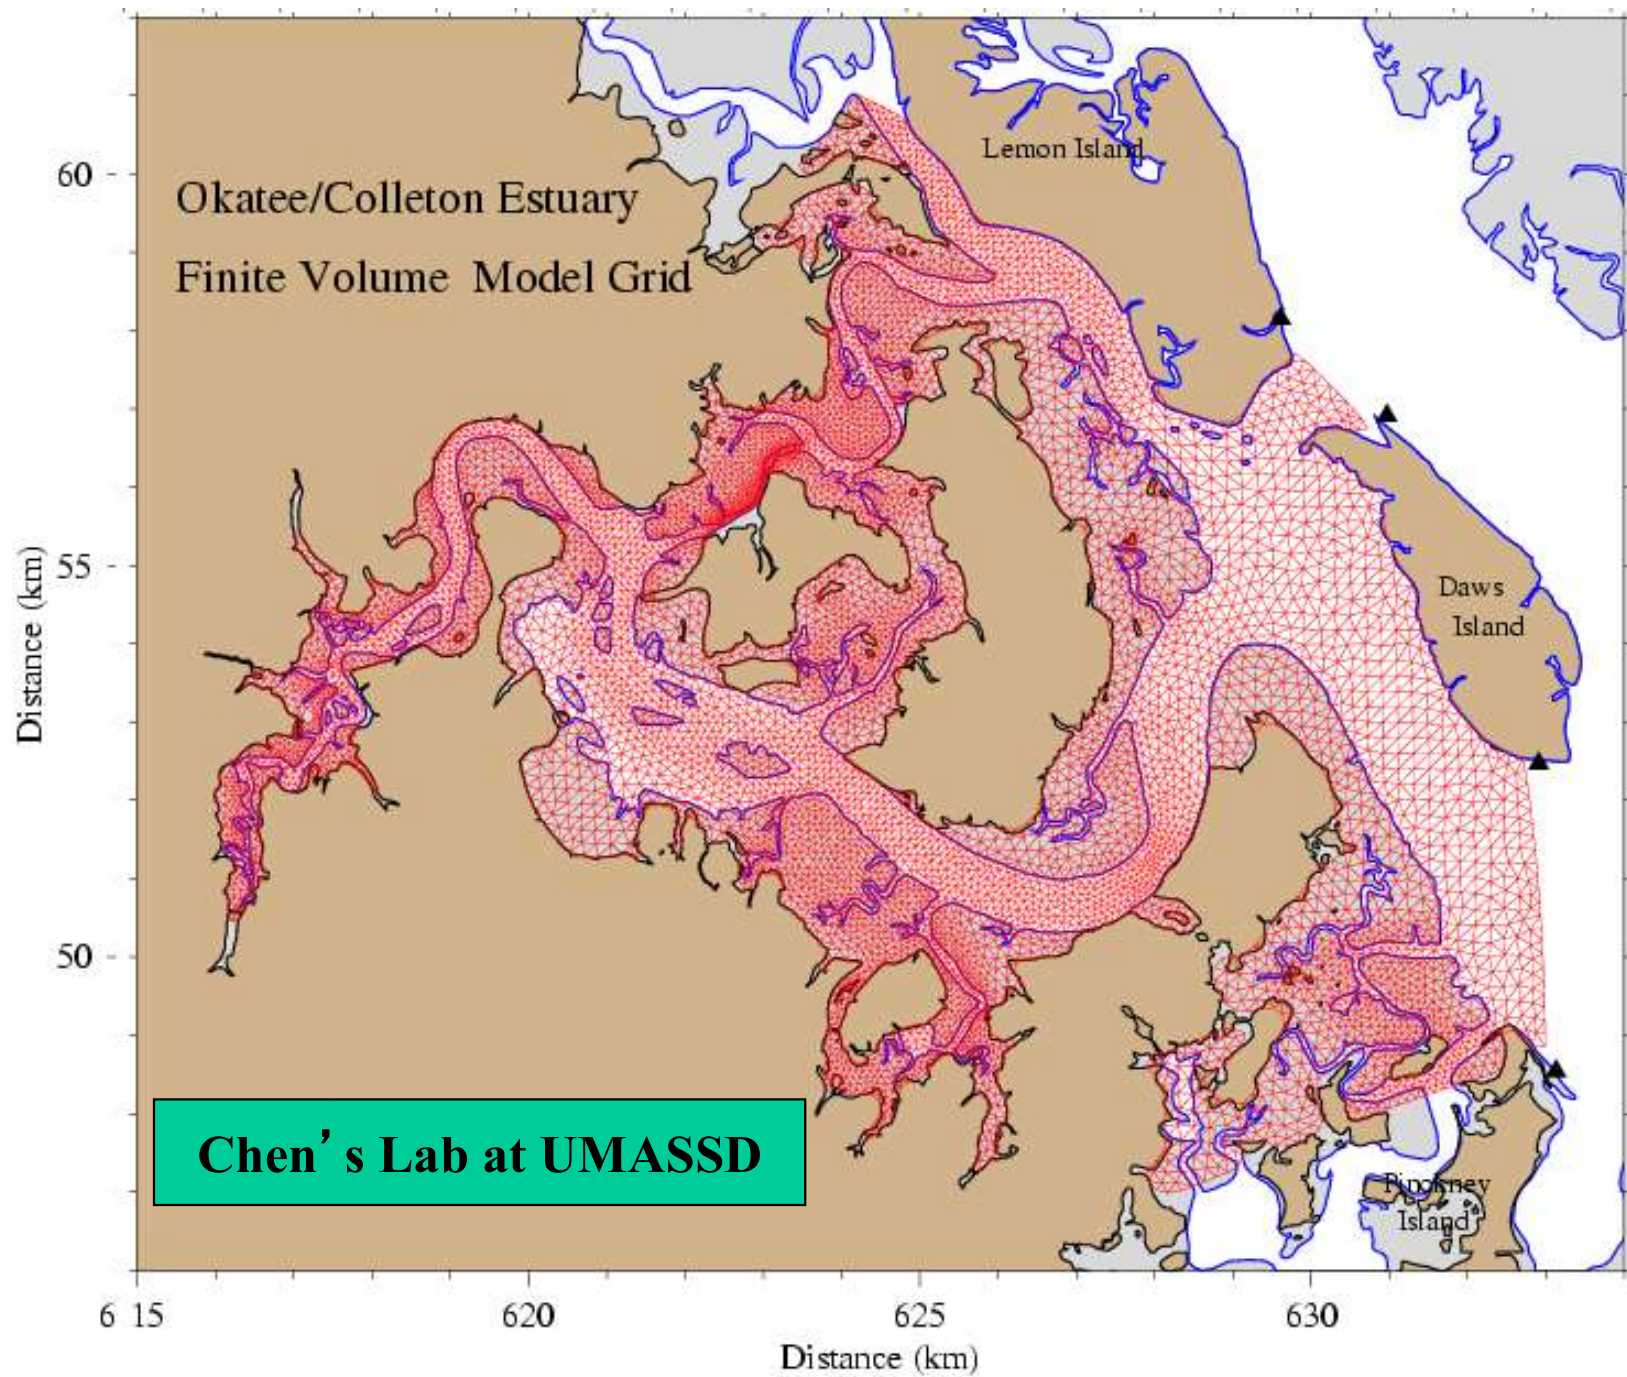 Lemon Island
60
Okatee/Colleton Estuary
Finite Volume  Model Grid
55
Daws
Island
Distance (km)
50
Chen’s Lab at UMASSD
Pinckney
Island
6 15
620
625
630
Distance (km)